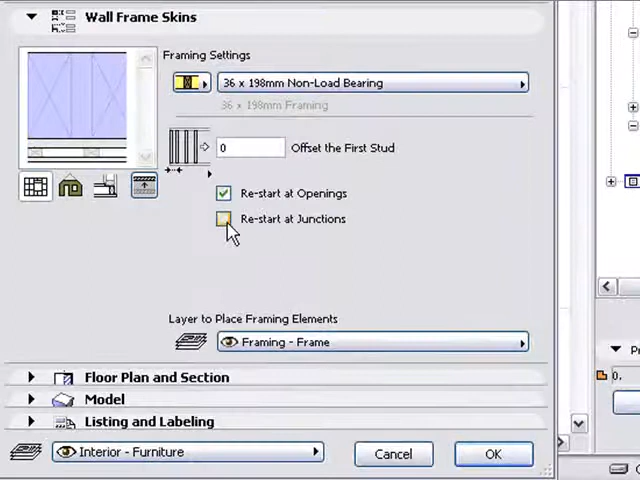 Wall Frame Skins
Framing Settings
36 x 198mm Non-Load Bearing
36 x 198mm Framing
0
Offset the First Stud
Re-start at Openings
Re-start at Junctions
Layer to Place Framing Elements
Framing - Frame
Floor Plan and Section
Model
Listing and Labeling
Interior - Furniture
Cancel
OK
0,